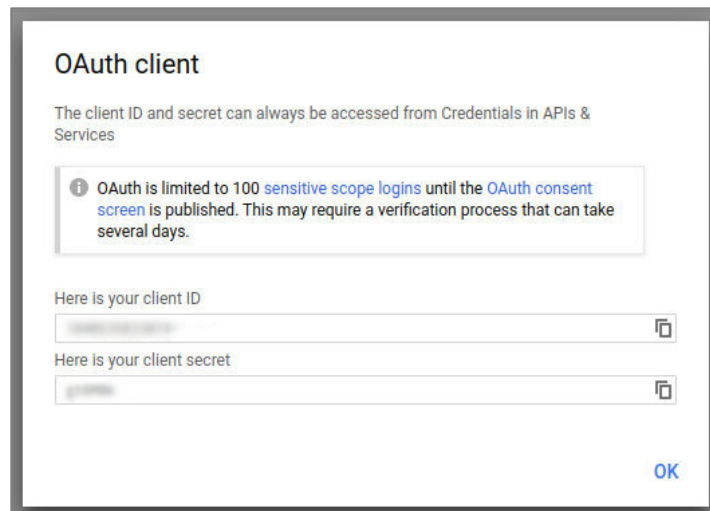 OAuth client
The client ID and secret can always be accessed from Credentials in APIs &
Services
OAuth is limited to 100 sensitive scope logins until the OAuth consent
screen is published. This may require a verification process that can take
several days.
Here is your client ID
Here is your client secret
OK